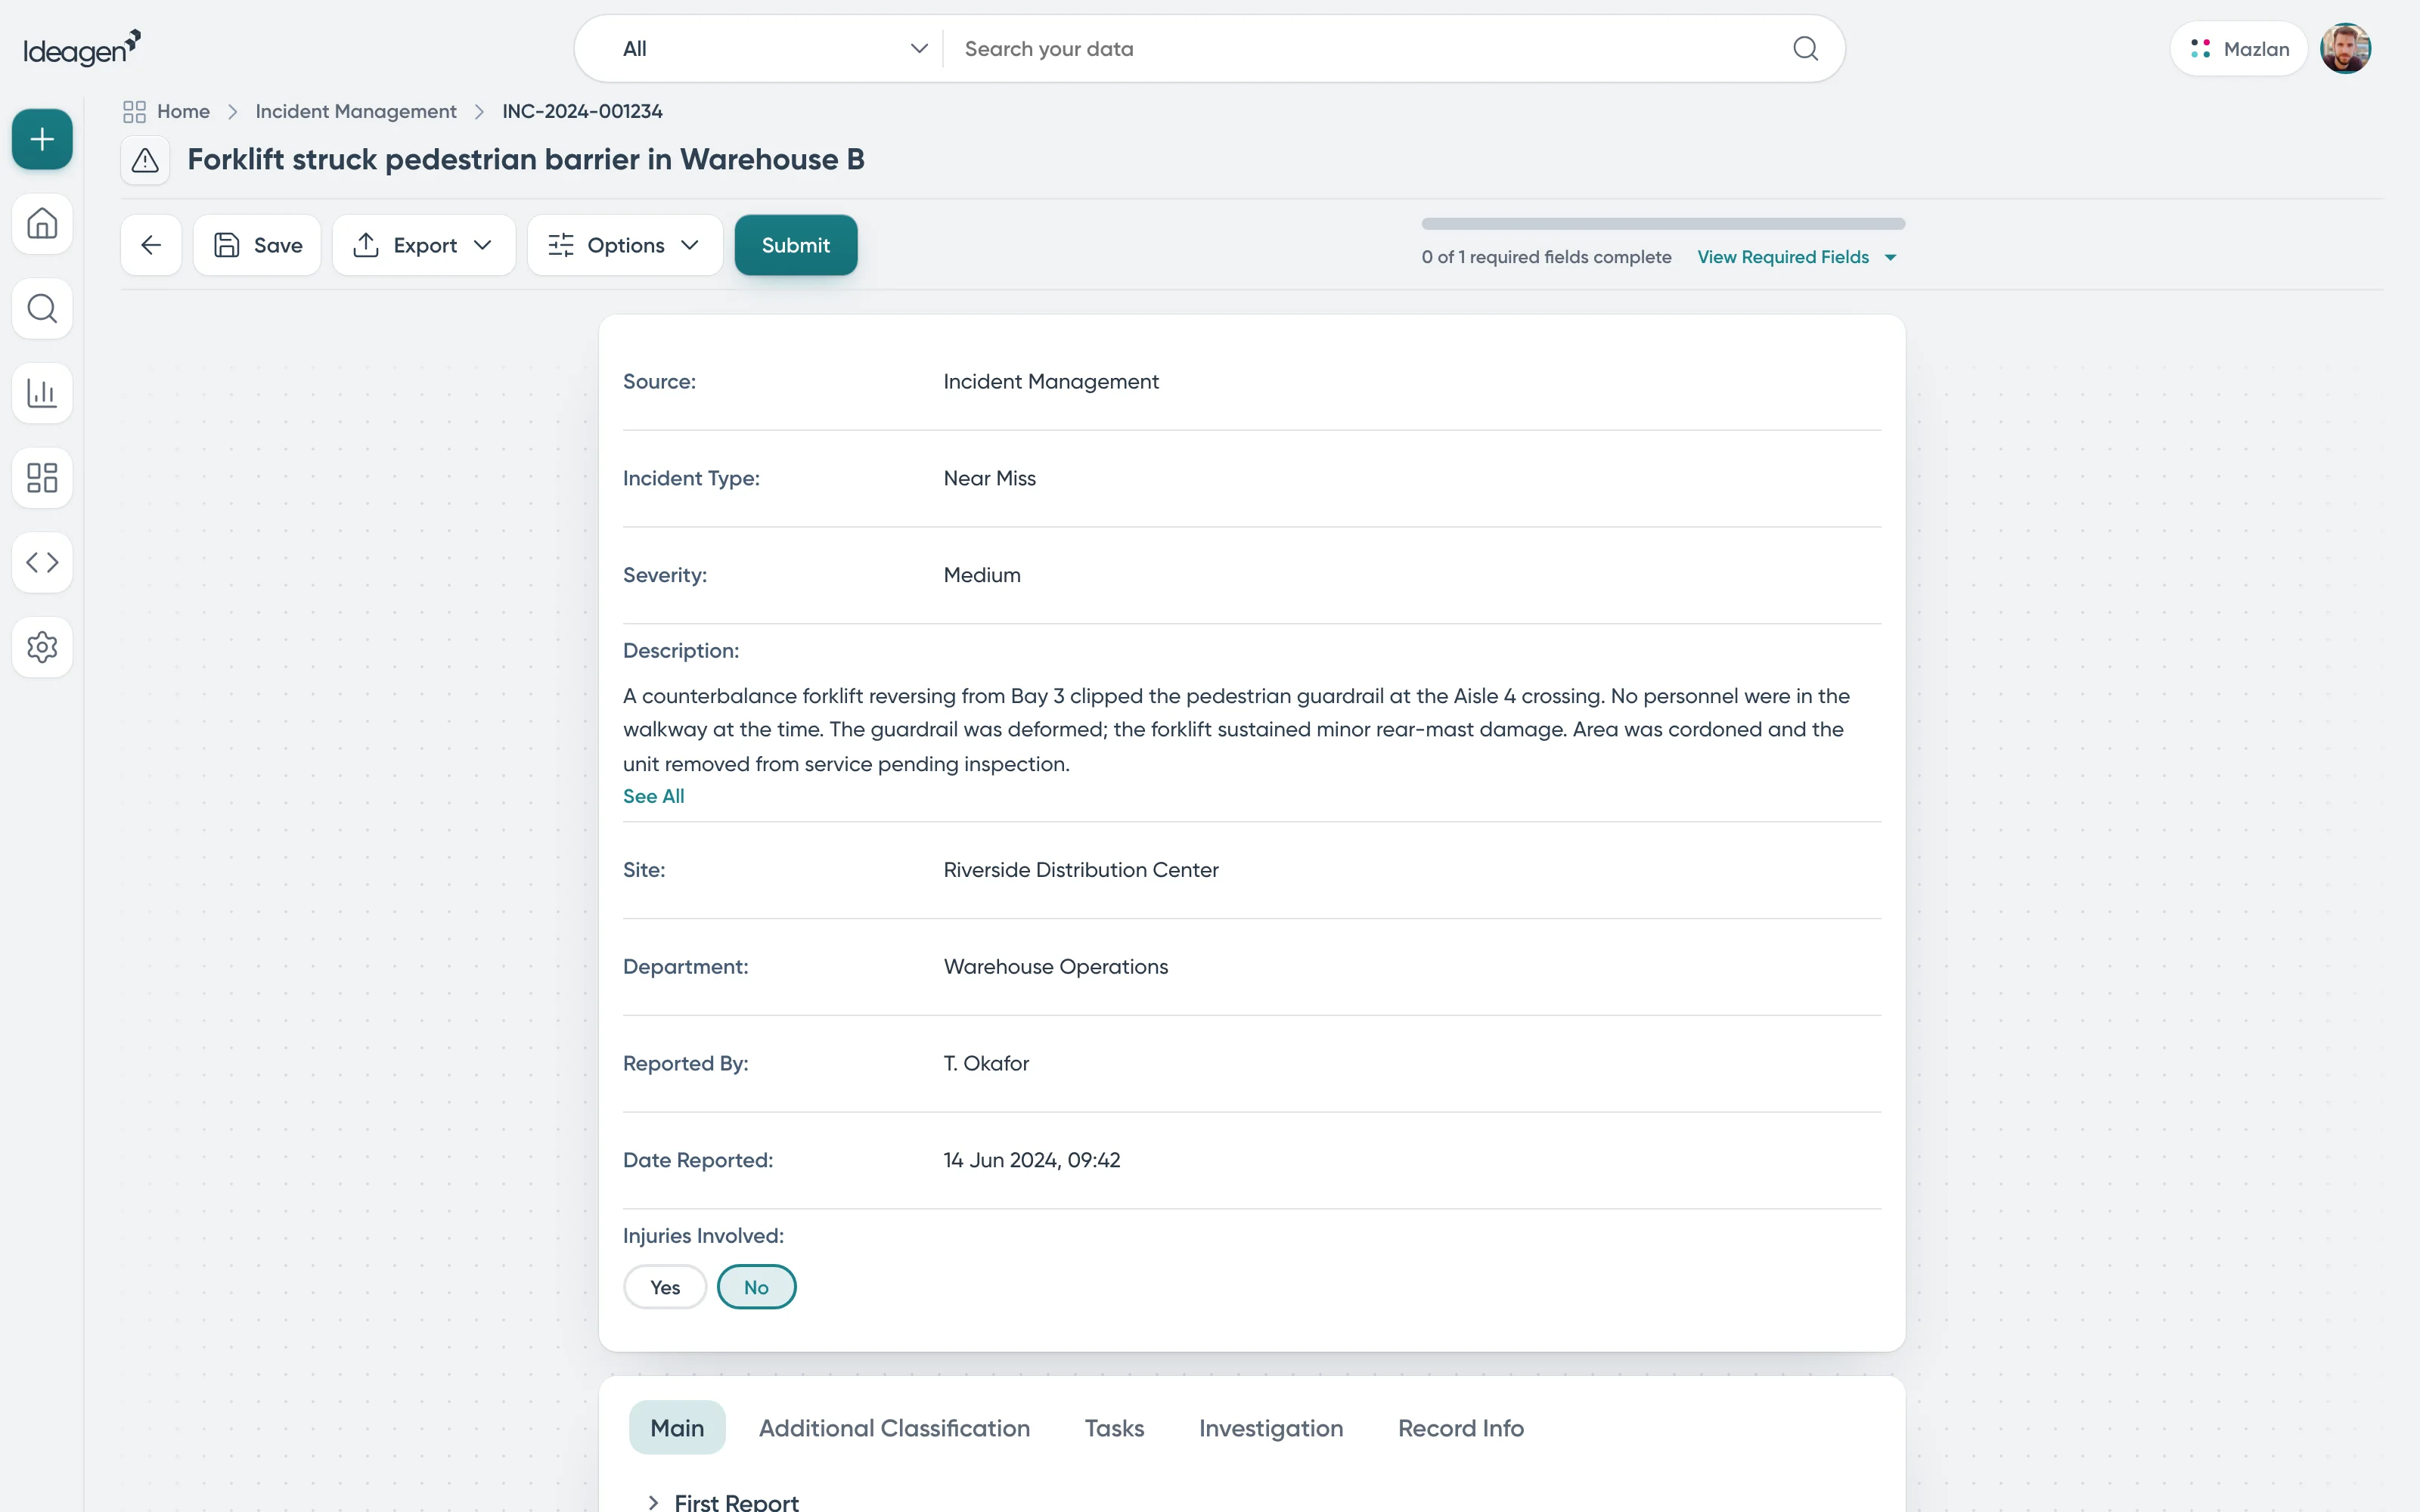 Ideagen
All
Search your data
Mazlan
Home
Incident Management
INC-2024-001234
Forklift struck pedestrian barrier in Warehouse B
Save
Export
Options
Submit
0 of 1 required fields complete
View Required Fields
Source:
Incident Management
Incident Type:
Near Miss
Severity:
Medium
Description:
A counterbalance forklift reversing from Bay 3 clipped the pedestrian guardrail at the Aisle 4 crossing. No personnel were in the
walkway at the time. The guardrail was deformed; the forklift sustained minor rear-mast damage. Area was cordoned and the
unit removed from service pending inspection.
See All
Site:
Riverside Distribution Center
Department:
Warehouse Operations
Reported By:
T. Okafor
Date Reported:
14 Jun 2024, 09:42
Injuries Involved:
Yes
No
Main
Additional Classification
Tasks
Investigation
Record Info
First Report